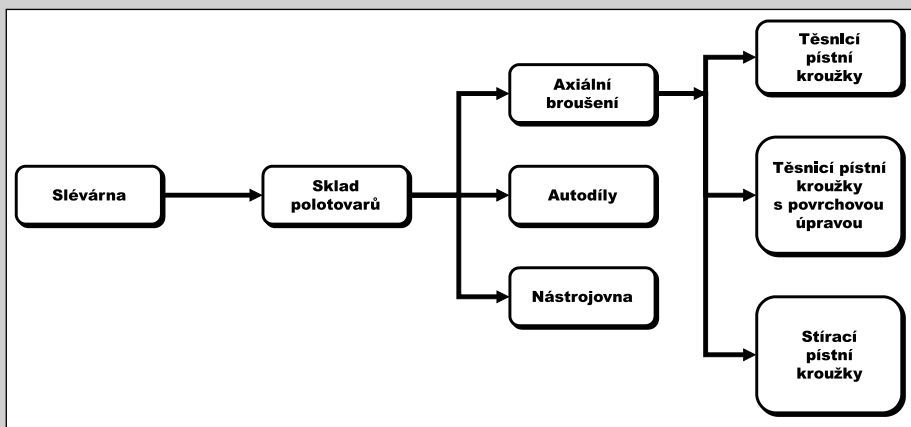 Slévárna
Sklad
polotovarů
Axiální
broušení
Autodíly
Nástrojovna
Těsnicí
pístní
kroužky
Těsnicí pístní
kroužky
s povrchovou
úpravou
Stírací
pístní
kroužky